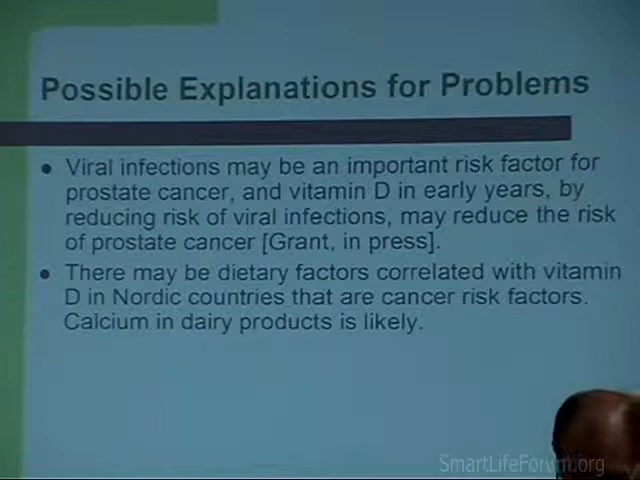 Possible Explanations for Problems
● Viral infections may be an important risk factor for
prostate cancer, and vitamin D in early years, by
reducing risk of viral infections, may reduce the risk
of prostate cancer [Grant, in press].
● There may be dietary factors correlated with vitamin
D in Nordic countries that are cancer risk factors.
Calcium in dairy products is likely.
SmartLifeForum.org